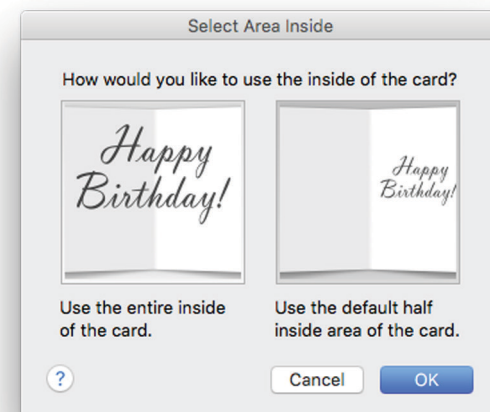 Select Area Inside
How would you like to use the inside of the card?
Happy
Birthday!
Happy
Birthday!
Use the entire inside
of the card.
Use the default half
inside area of the card.
?
Cancel
OK